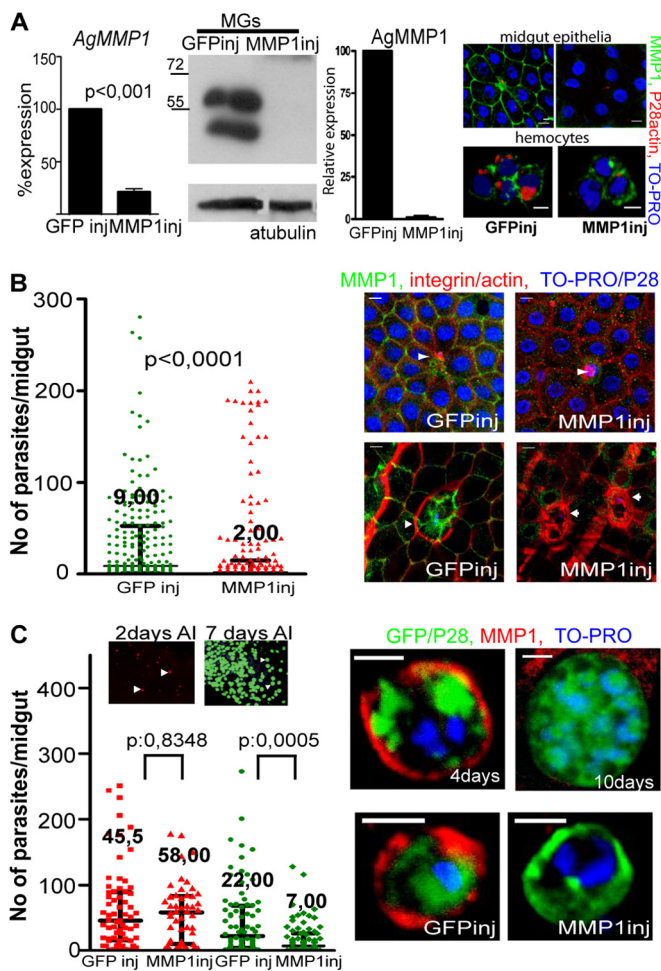 A
AgMMP1
%expression
150
100
50
0
p<0,001
GFP inj MMP1inj
MGs
GFPinj MMP1inj
72
55
atubulin
AgMMP1
Relative expression
100
75
50
25
0
GFPinj MMP1inj
midgut epithelia
hemocytes
GFPinj MMP1inj
MMP1, P28actin, TO-PRO
B
No of parasites/midgut
300
200
100
0
p<0,0001
9,00
2,00
GFP inj MMP1inj
MMP1, integrin/actin, TO-PRO/P28
GFPinj MMP1inj
GFPinj MMP1inj
C
2days AI 7 days AI
No of parasites/midgut
400
300
200
100
0
p:0,8348 p:0,0005
45,5
58,00
22,00
7,00
GFP inj MMP1inj GFP inj MMP1inj
GFP/P28, MMP1, TO-PRO
4days 10days
GFPinj MMP1inj